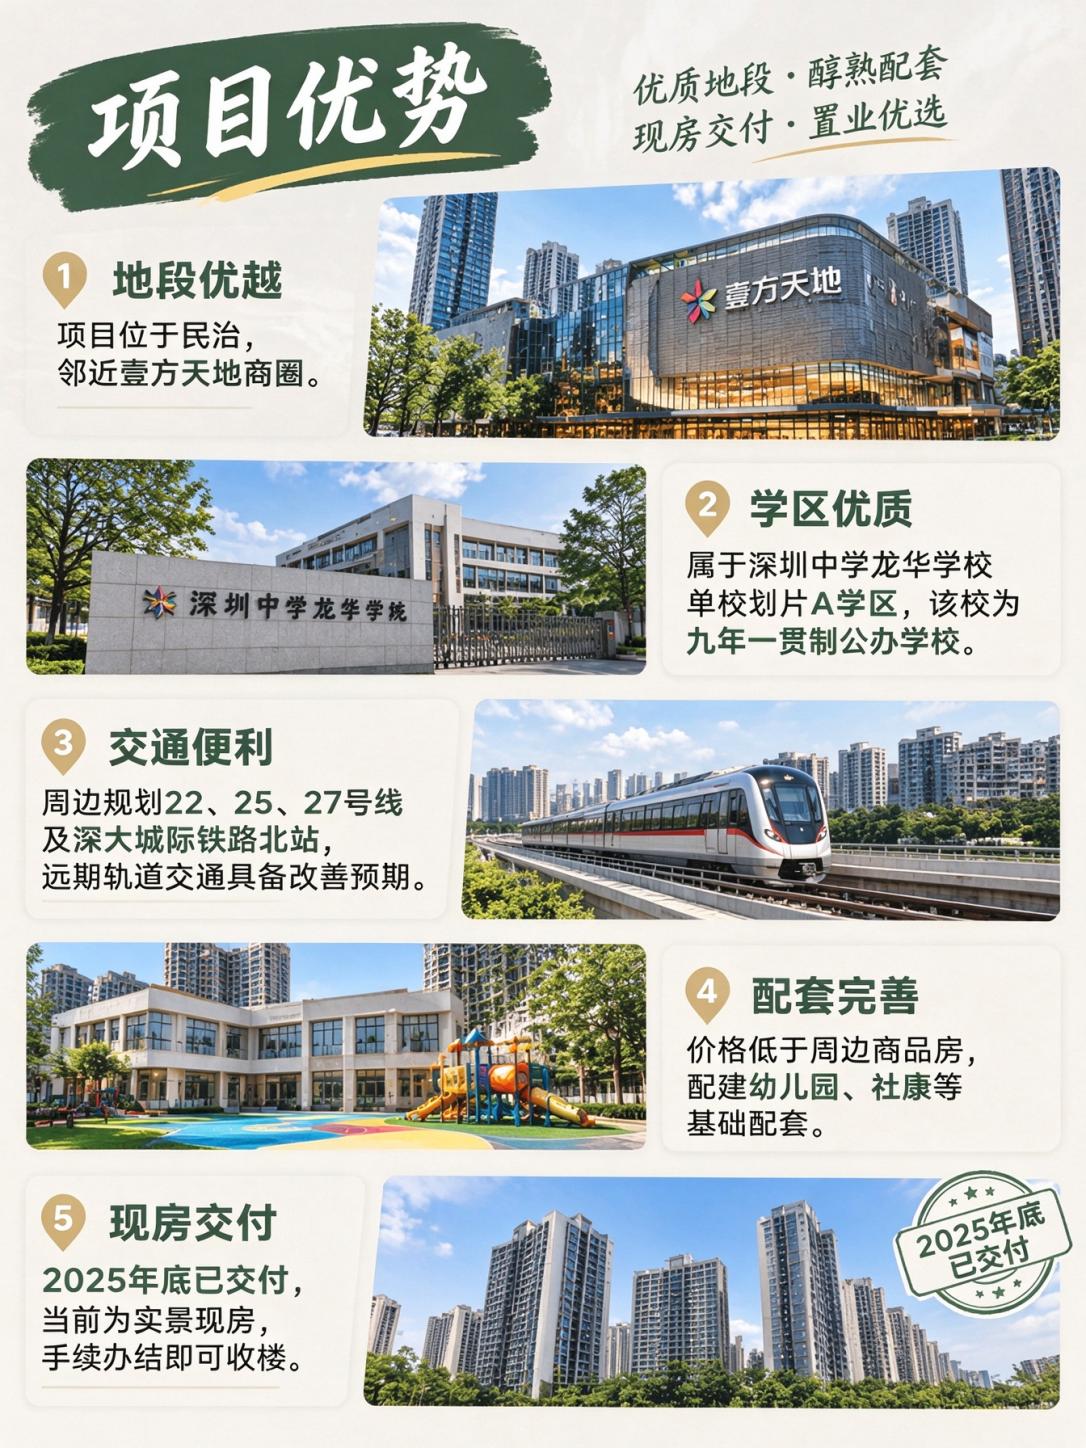 项目优势
优质地段·醇熟配套
现房交付·置业优选
1 地段优越
项目位于民治，
邻近壹方天地商圈。
壹方天地
深圳中学龙华学校
2 学区优质
属于深圳中学龙华学校
单校划片A学区，该校为
九年一贯制公办学校。
3 交通便利
周边规划22、25、27号线
及深大城际铁路北站，
远期轨道交通具备改善预期。
4 配套完善
价格低于周边商品房，
配建幼儿园、社康等
基础配套。
5 现房交付
2025年底已交付，
当前为实景现房，
手续办结即可收楼。
2025年底
已交付